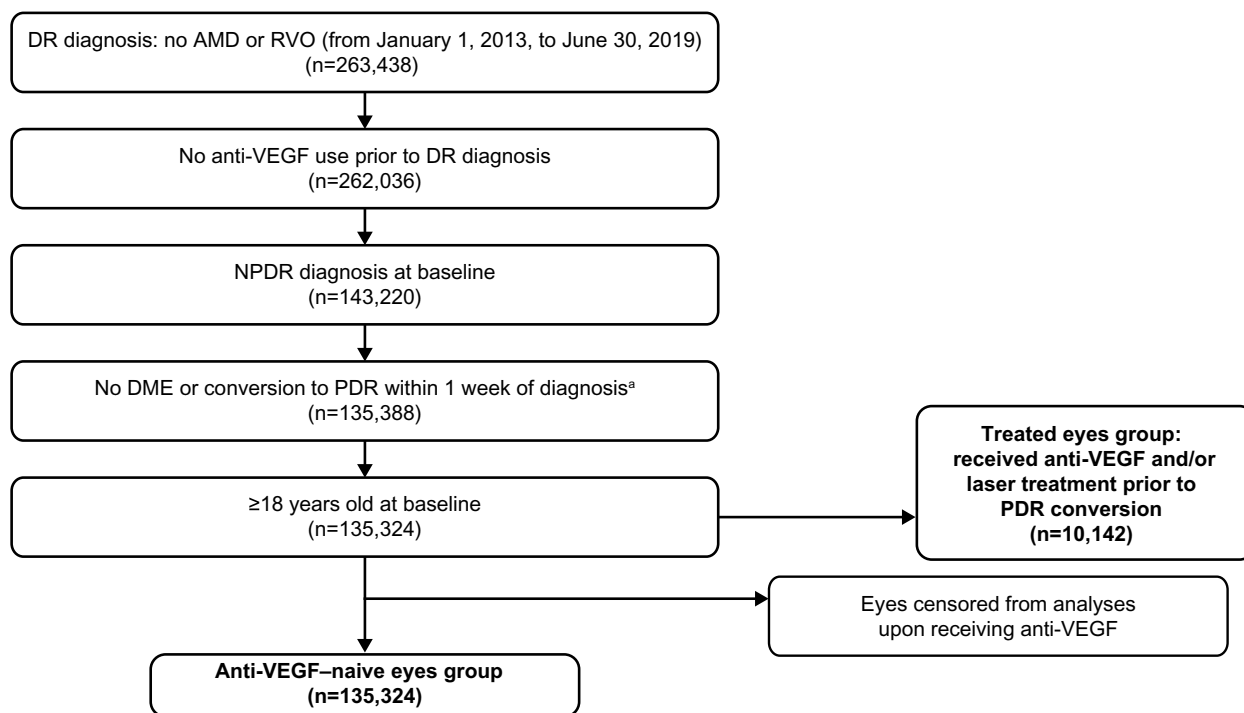 DR diagnosis: no AMD or RVO (from January 1, 2013, to June 30, 2019)
(n=263,438)
No anti-VEGF use prior to DR diagnosis
(n=262,036)
NPDR diagnosis at baseline
(n=143,220)
No DME or conversion to PDR within 1 week of diagnosisᵃ
(n=135,388)
≥18 years old at baseline
(n=135,324)
Treated eyes group:
received anti-VEGF and/or
laser treatment prior to
PDR conversion
(n=10,142)
Eyes censored from analyses
upon receiving anti-VEGF
Anti-VEGF–naive eyes group
(n=135,324)